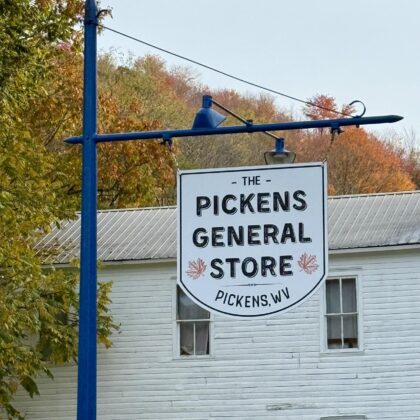 - THE -
PICKENS
GENERAL
STORE
PICKENS, WV